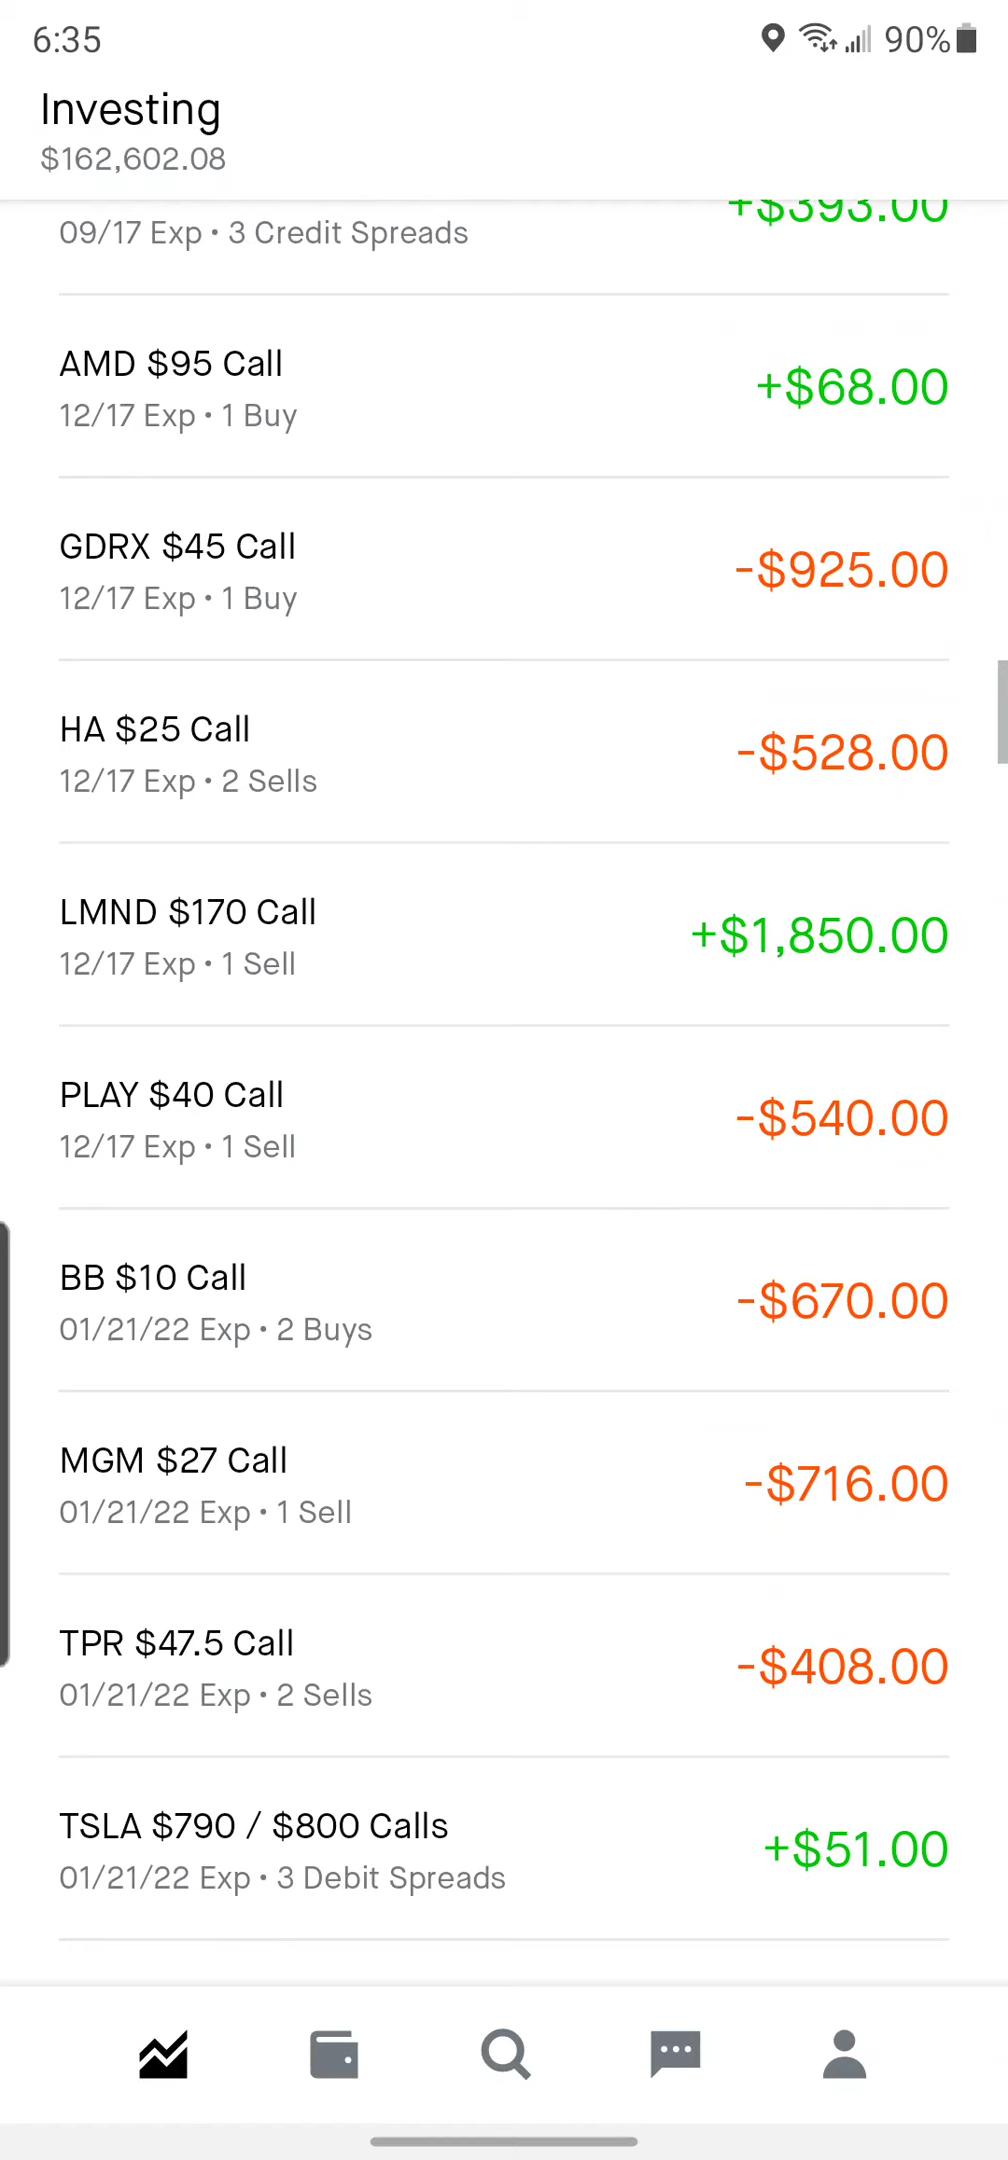 6:35
90%
Investing
$162,602.08
+$393.00
09/17 Exp • 3 Credit Spreads
AMD $95 Call
+$68.00
12/17 Exp • 1 Buy
GDRX $45 Call
-$925.00
12/17 Exp • 1 Buy
HA $25 Call
-$528.00
12/17 Exp • 2 Sells
LMND $170 Call
+$1,850.00
12/17 Exp • 1 Sell
PLAY $40 Call
-$540.00
12/17 Exp • 1 Sell
BB $10 Call
-$670.00
01/21/22 Exp • 2 Buys
MGM $27 Call
-$716.00
01/21/22 Exp • 1 Sell
TPR $47.5 Call
-$408.00
01/21/22 Exp • 2 Sells
TSLA $790 / $800 Calls
+$51.00
01/21/22 Exp • 3 Debit Spreads